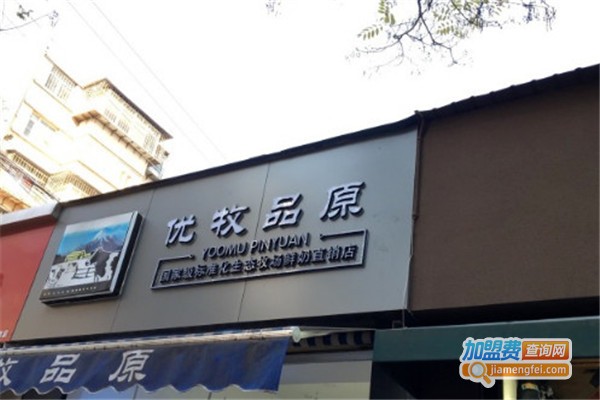 优牧品原
YOUMU PINYUAN
国家级标准化生态牧场鲜奶直销店
牧品原
加盟费查询网
jiamengfei.com